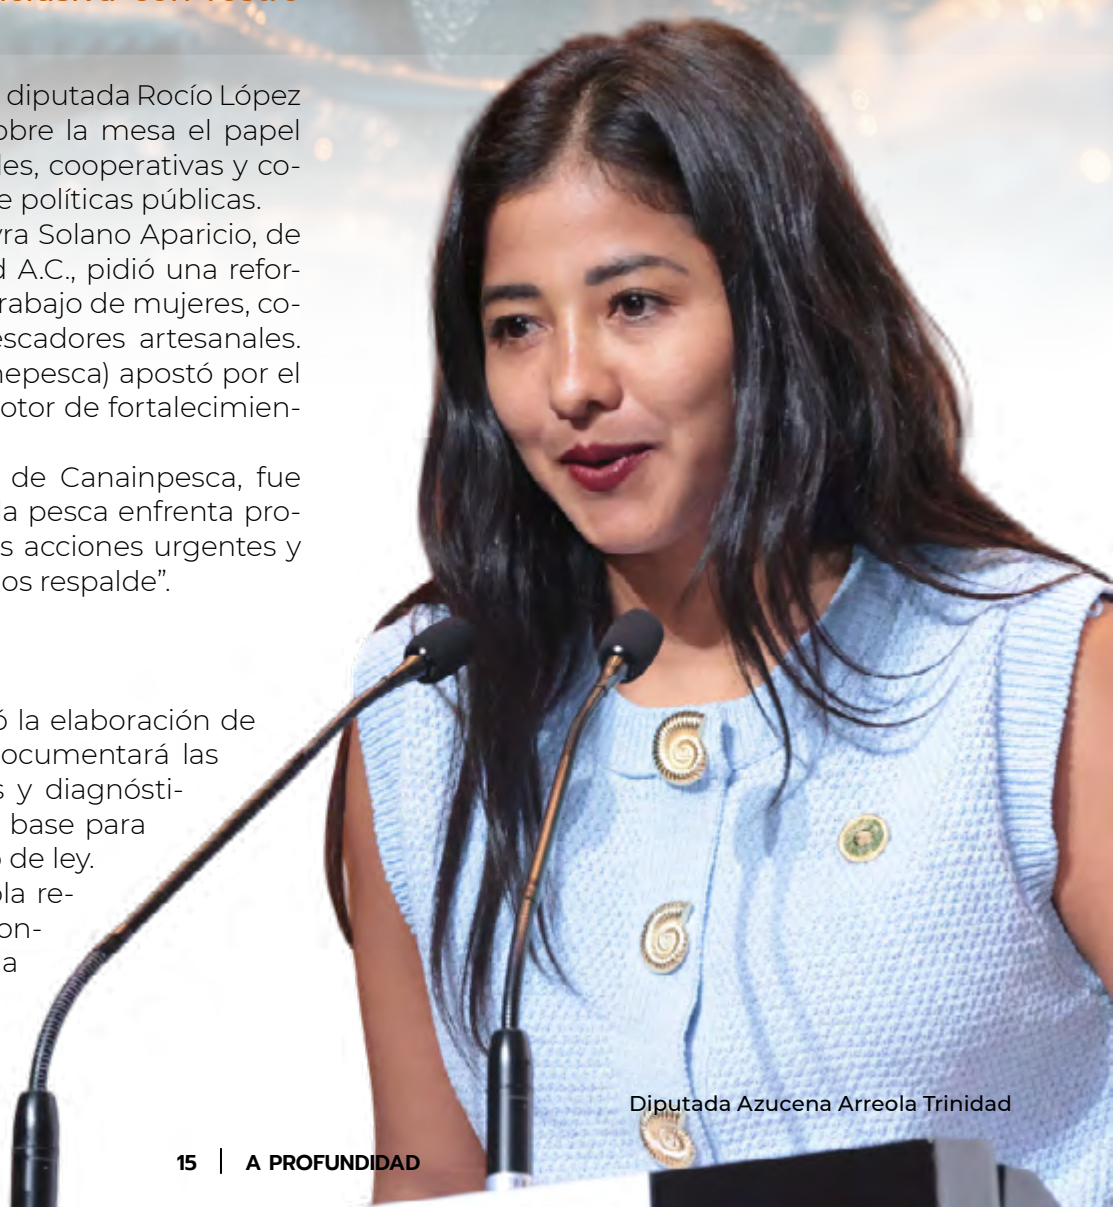 diputada Rocío López
obre la mesa el papel
les, cooperativas y co-
e políticas públicas.
ra Solano Aparicio, de
d A.C., pidió una refor-
rabajo de mujeres, co-
escadores artesanales.
nepesca) apostó por el
otor de fortalecimien-
de Canainpesca, fue
la pesca enfrenta pro-
s acciones urgentes y
os respalde”.
ó la elaboración de
ocumentará las
s y diagnósti-
base para
o de ley.
ola re-
on-
a
Diputada Azucena Arreola Trinidad
15 | A PROFUNDIDAD